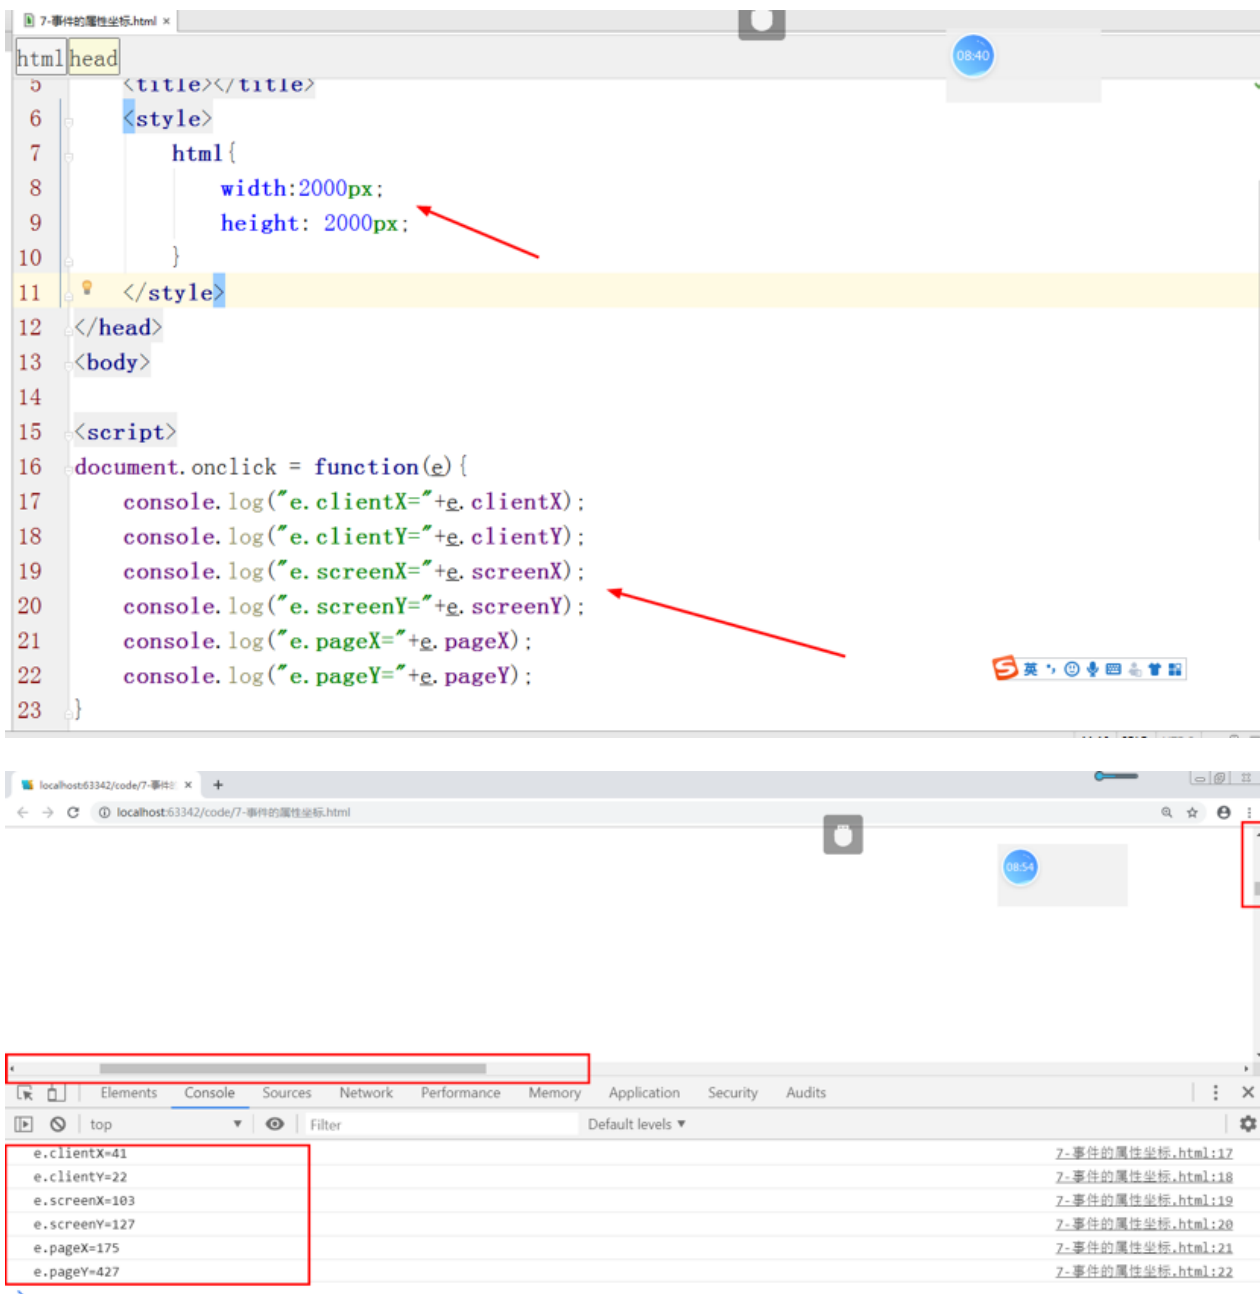 7-事件的属性坐标.html ×
08:40
html head
5 <title></title>
6 <style>
7 html{
8 width:2000px;
9 height: 2000px;
10 }
11 </style>
12 </head>
13 <body>
14
15 <script>
16 document.onclick = function(e){
17 console.log("e.clientX="+e.clientX);
18 console.log("e.clientY="+e.clientY);
19 console.log("e.screenX="+e.screenX);
20 console.log("e.screenY="+e.screenY);
21 console.log("e.pageX="+e.pageX);
22 console.log("e.pageY="+e.pageY);
英
23 }
localhost:63342/code/7-事件 × +
localhost:63342/code/7-事件的属性坐标.html
08:54
Elements Console Sources Network Performance Memory Application Security Audits
top Filter Default levels ▼
e.clientX=41 7-事件的属性坐标.html:17
e.clientY=22 7-事件的属性坐标.html:18
e.screenX=103 7-事件的属性坐标.html:19
e.screenY=127 7-事件的属性坐标.html:20
e.pageX=175 7-事件的属性坐标.html:21
e.pageY=427 7-事件的属性坐标.html:22